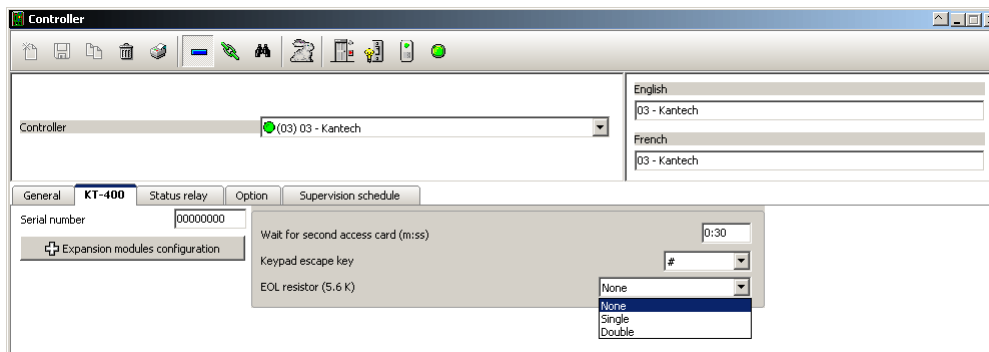 Controller
English
03 - Kantech
Controller
(03) 03 - Kantech
French
03 - Kantech
General KT-400 Status relay Option Supervision schedule
Serial number 00000000
Expansion modules configuration
Wait for second access card (m:ss) 0:30
Keypad escape key #
EOL resistor (5.6 K) None
None
Single
Double